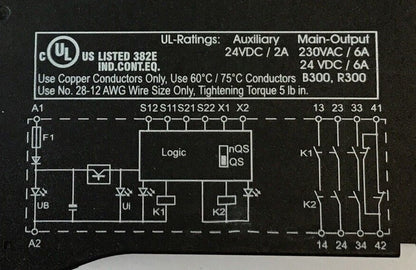 UL-Ratings: Auxiliary Main-Output
C UL US LISTED 382E 24VDC / 2A 230VAC / 6A
IND.CONT.EQ. 24 VDC / 6A
Use Copper Conductors Only, Use 60°C / 75°C Conductors B300, R300
Use No. 28-12 AWG Wire Size Only, Tightening Torque 5 lb in.
A1 S12 S11 S21 S22 X1 X2 13 23 33 41
F1
Logic nQS K1
QS
UB Ui K1 K2 K2
A2 14 24 34 42